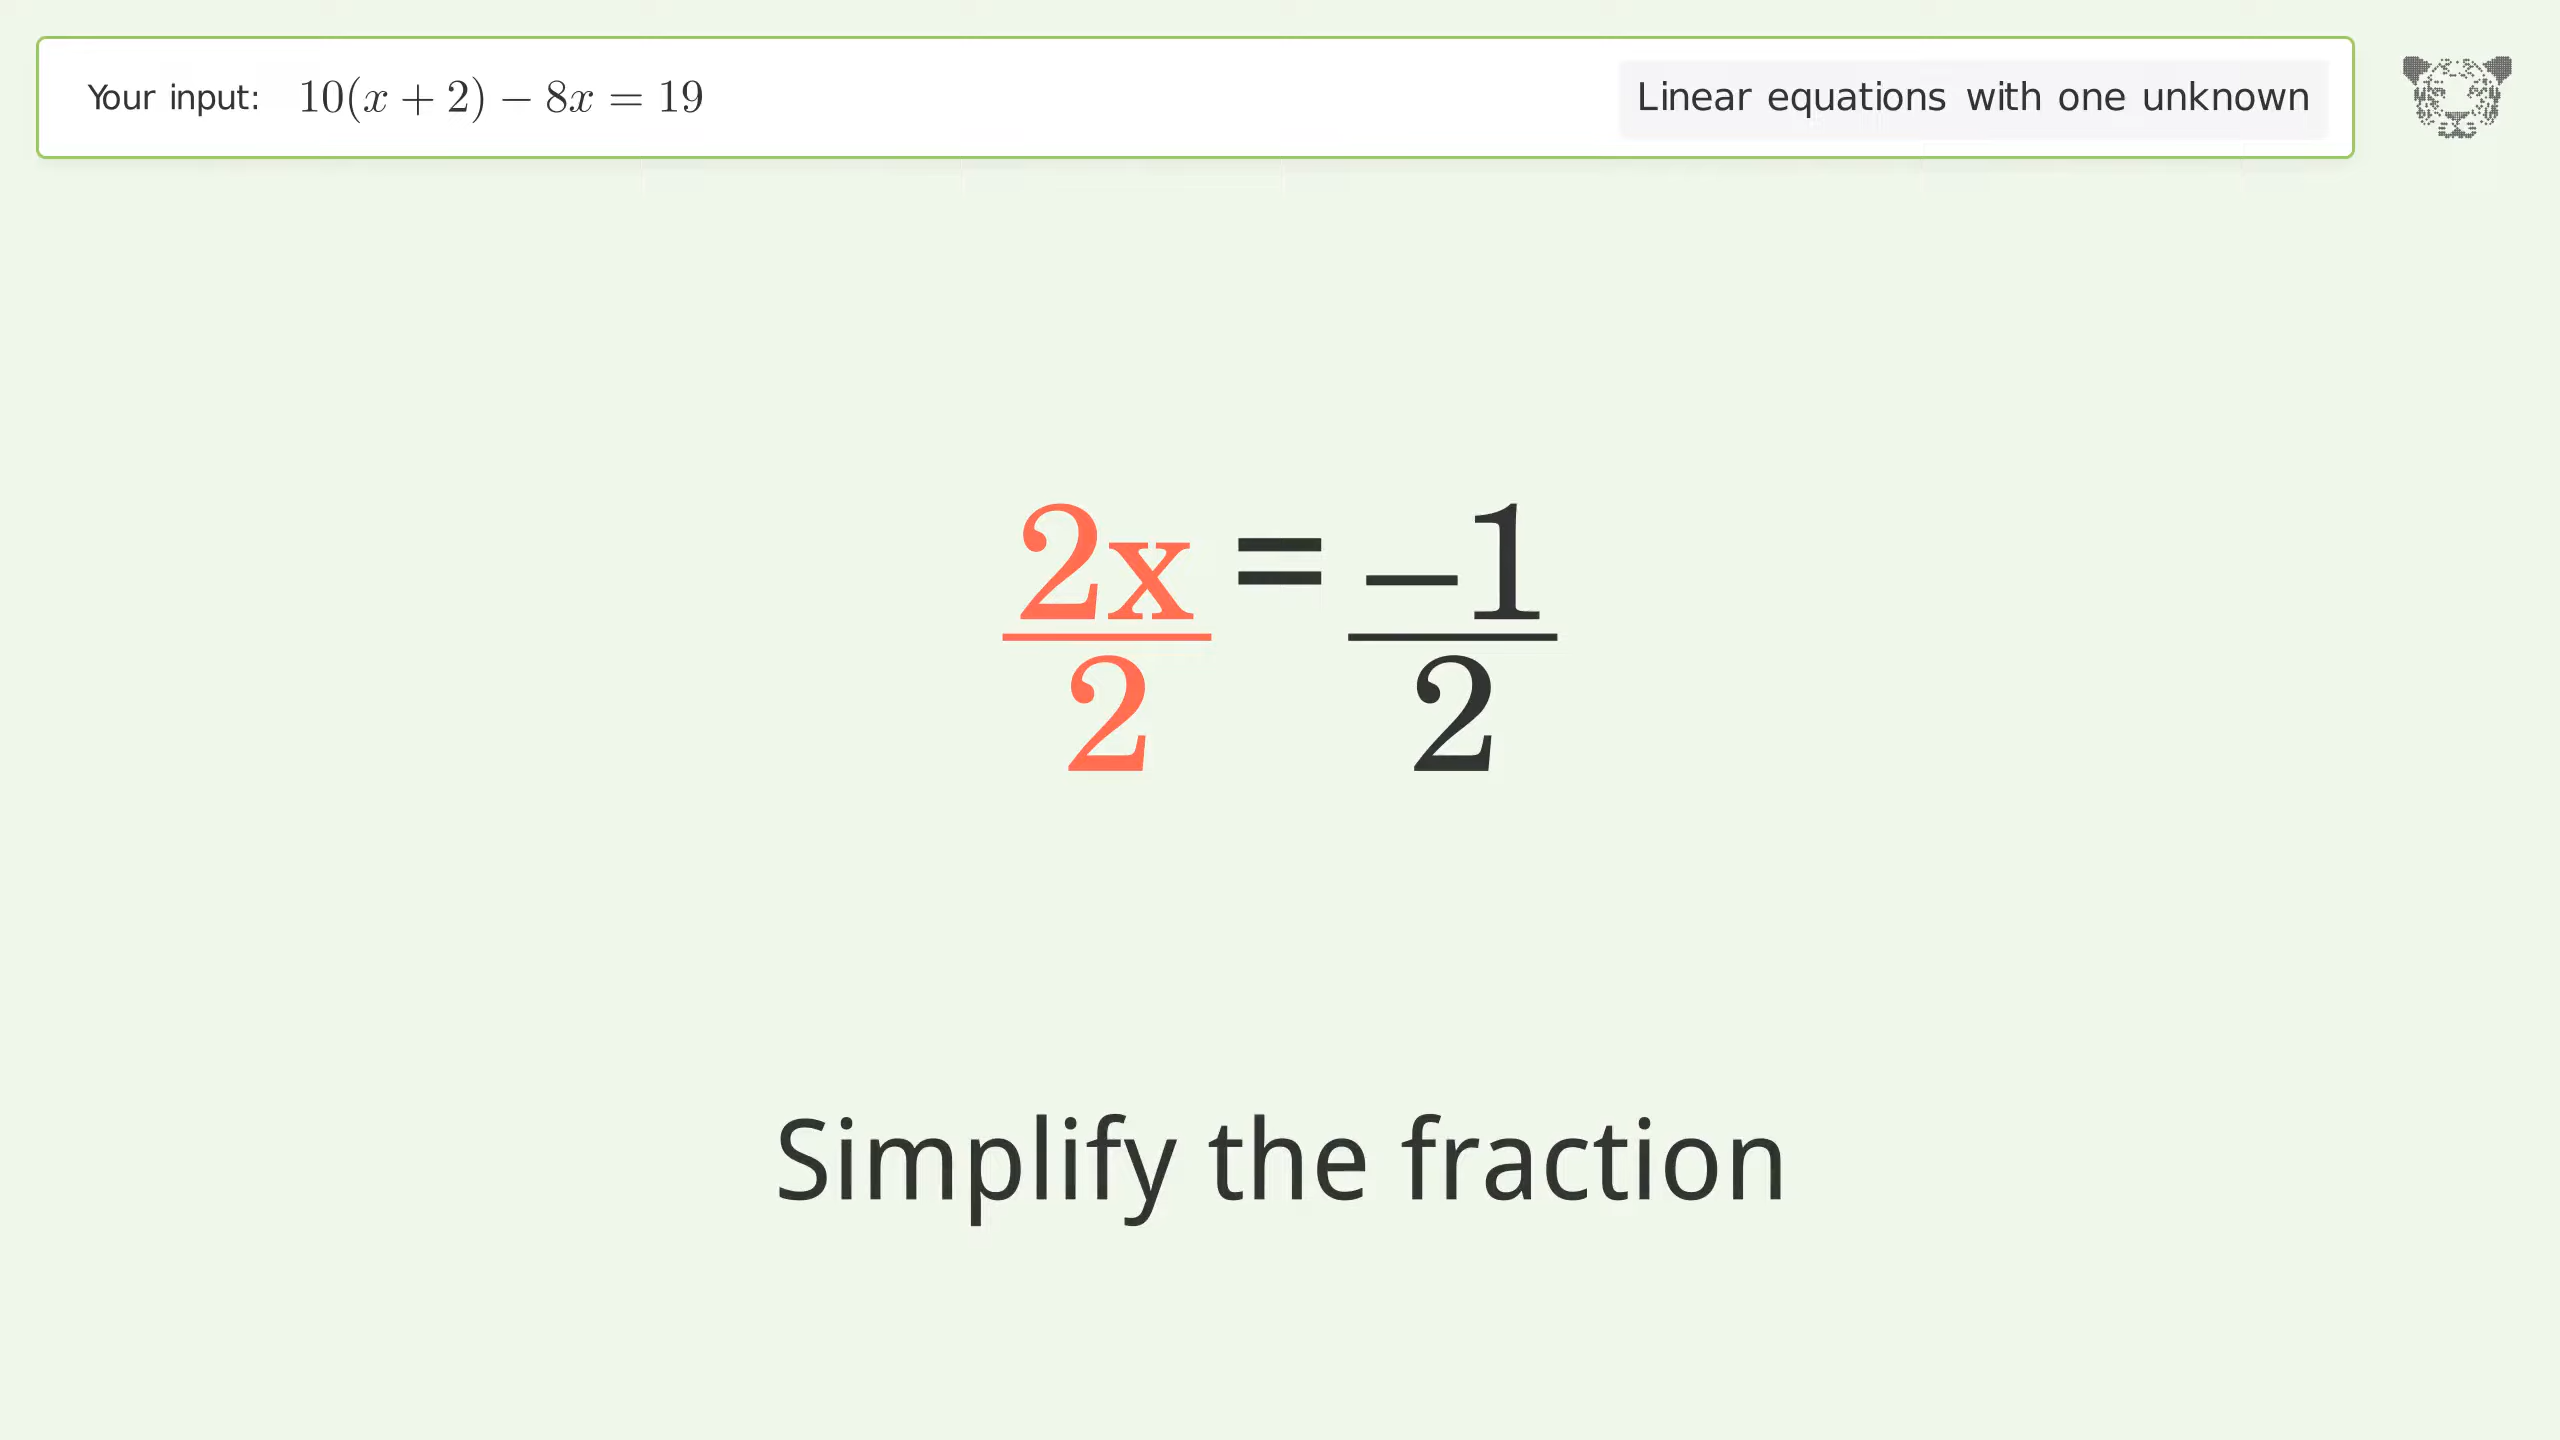 Your input: 10(x + 2) − 8x = 19
Linear equations with one unknown
2x/2 = −1/2
Simplify the fraction